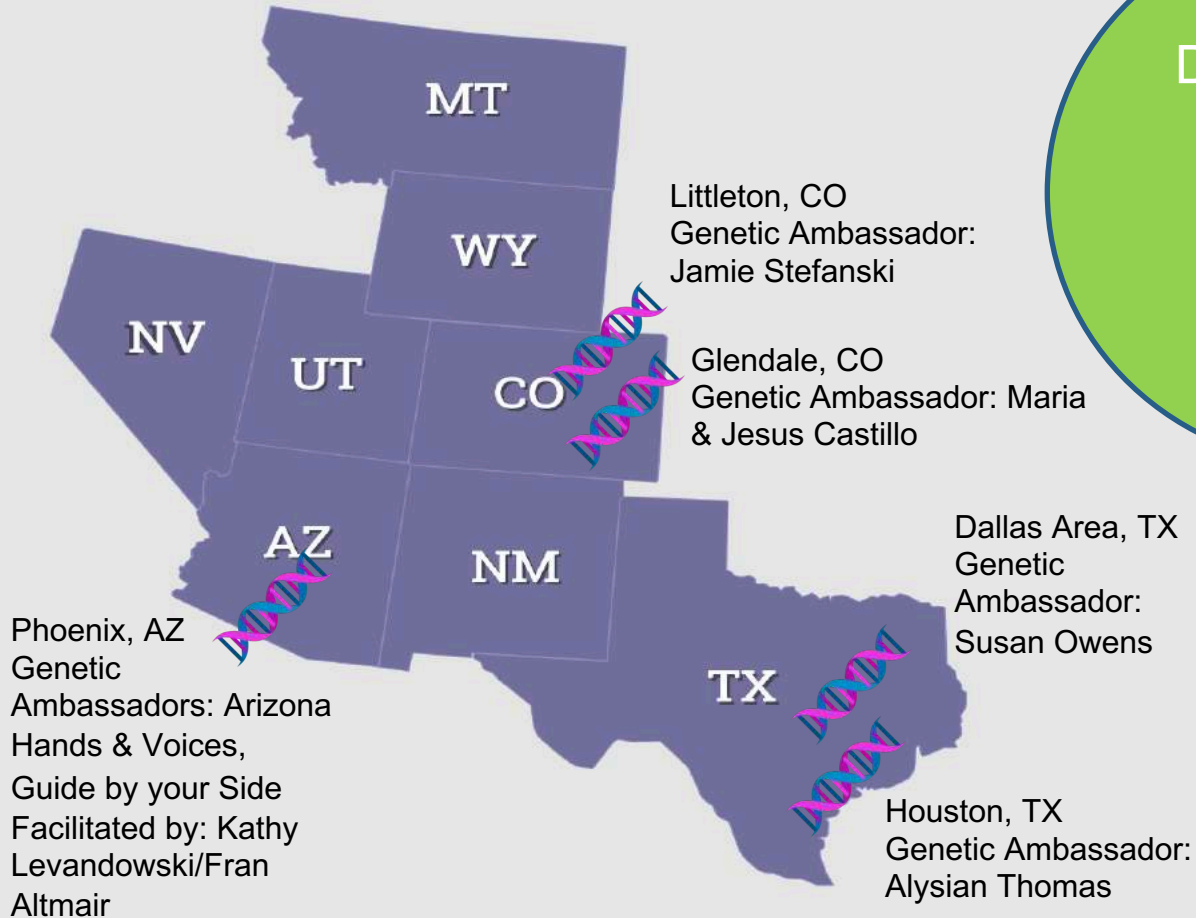 MT
WY
NV
UT
CO
AZ
NM
TX
Littleton, CO
Genetic Ambassador:
Jamie Stefanski
Glendale, CO
Genetic Ambassador: Maria
& Jesus Castillo
Dallas Area, TX
Genetic
Ambassador:
Susan Owens
Phoenix, AZ
Genetic
Ambassadors: Arizona
Hands & Voices,
Guide by your Side
Facilitated by: Kathy
Levandowski/Fran
Altmair
Houston, TX
Genetic Ambassador:
Alysian Thomas